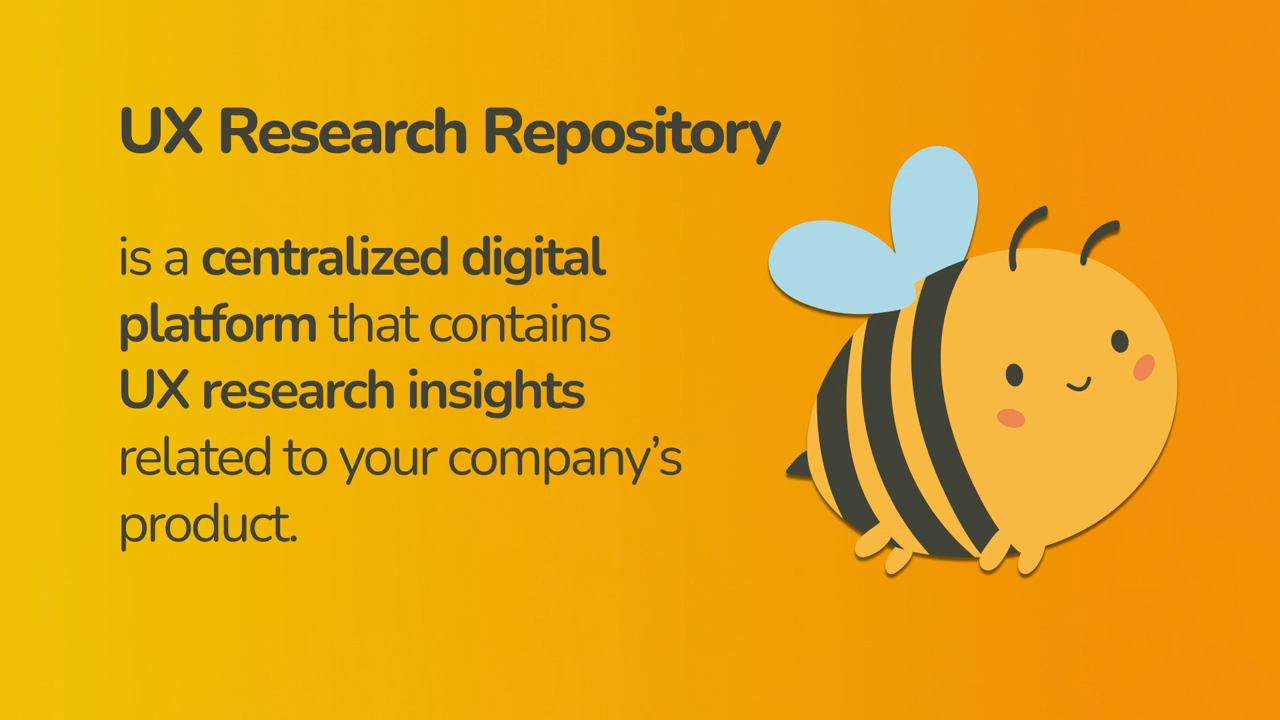 UX Research Repository
is a centralized digital
platform that contains
UX research insights
related to your company’s
product.